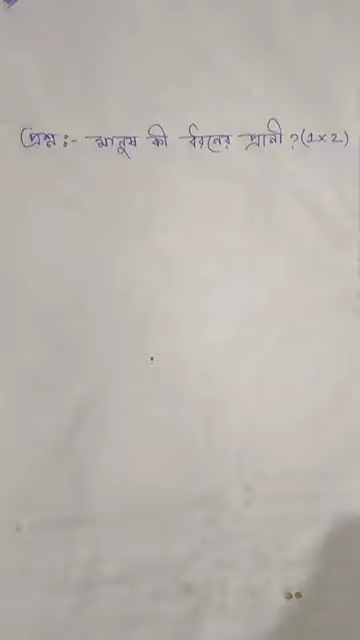 প্রশ্ন :- মানুষ কী ধরনের প্রানী ? (1 x 2)